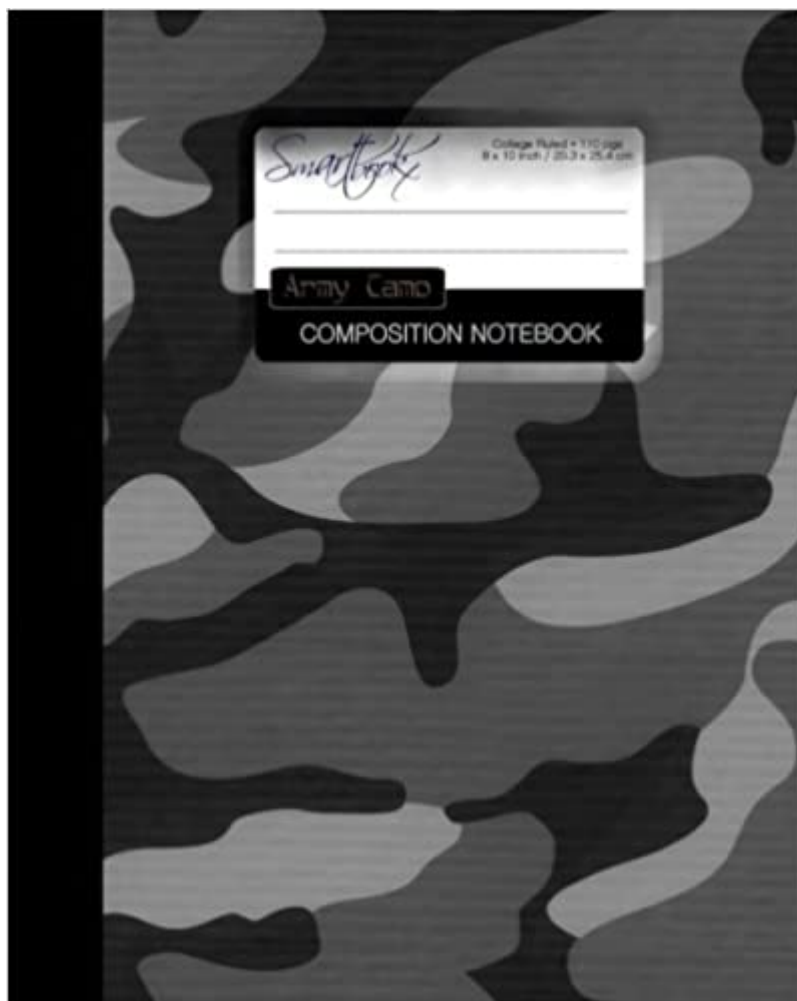 Smartbookx
College Ruled • 110 pgs
8 x 10 inch / 20.3 x 25.4 cm
Army Camo
COMPOSITION NOTEBOOK